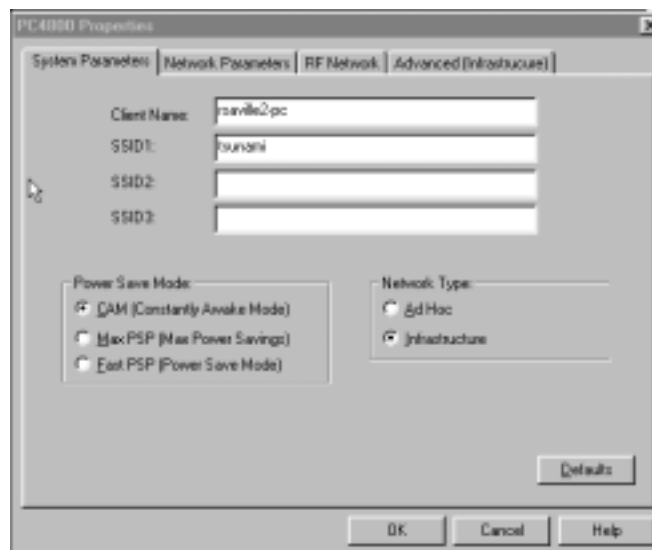 PC4800 Properties
System Parameters Network Parameters RF Network Advanced (Infrastrucure)
Client Name: rsaville2-pc
SSID1: tsunami
SSID2:
SSID3:
Power Save Mode:
CAM (Constantly Awake Mode)
Max PSP (Max Power Savings)
Fast PSP (Power Save Mode)
Network Type:
Ad Hoc
Infrastructure
Defaults
OK Cancel Help